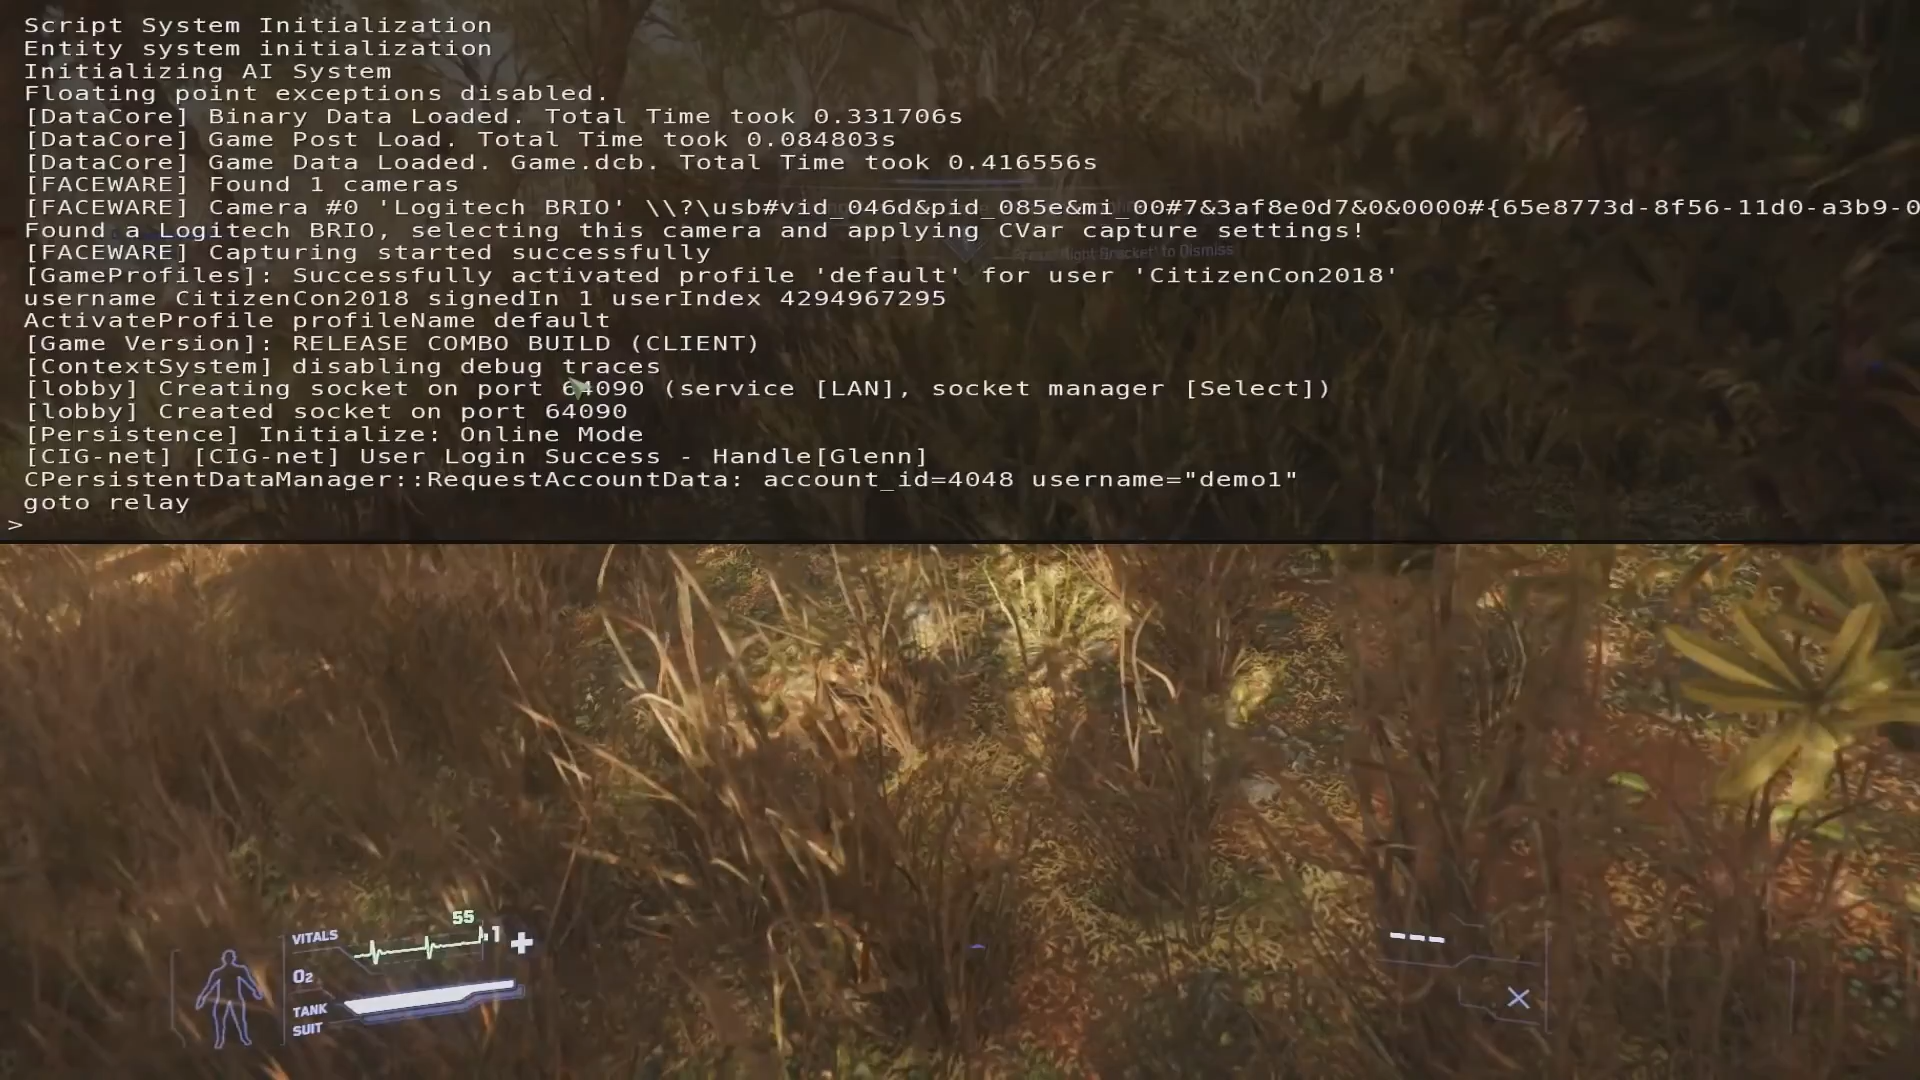 Script System Initialization
Entity system initialization
Initializing AI System
Floating point exceptions disabled.
[DataCore] Binary Data Loaded. Total Time took 0.331706s
[DataCore] Game Post Load. Total Time took 0.084803s
[DataCore] Game Data Loaded. Game.dcb. Total Time took 0.416556s
[FACEWARE] Found 1 cameras
[FACEWARE] Camera #0 'Logitech BRIO' \\?\usb#vid_046d&pid_085e&mi_00#7&3af8e0d7&0&0000#{65e8773d-8f56-11d0-a3b9-0
Found a Logitech BRIO, selecting this camera and applying CVar capture settings!
Press 'Right Bracket' to Dismiss
[FACEWARE] Capturing started successfully
[GameProfiles]: Successfully activated profile 'default' for user 'CitizenCon2018'
username CitizenCon2018 signedIn 1 userIndex 4294967295
ActivateProfile profileName default
[Game Version]: RELEASE COMBO BUILD (CLIENT)
[ContextSystem] disabling debug traces
[lobby] Creating socket on port 64090 (service [LAN], socket manager [Select])
[lobby] Created socket on port 64090
[Persistence] Initialize: Online Mode
[CIG-net] [CIG-net] User Login Success - Handle[Glenn]
CPersistentDataManager::RequestAccountData: account_id=4048 username="demo1"
goto relay
>
55
VITALS
1
O2
TANK
SUIT